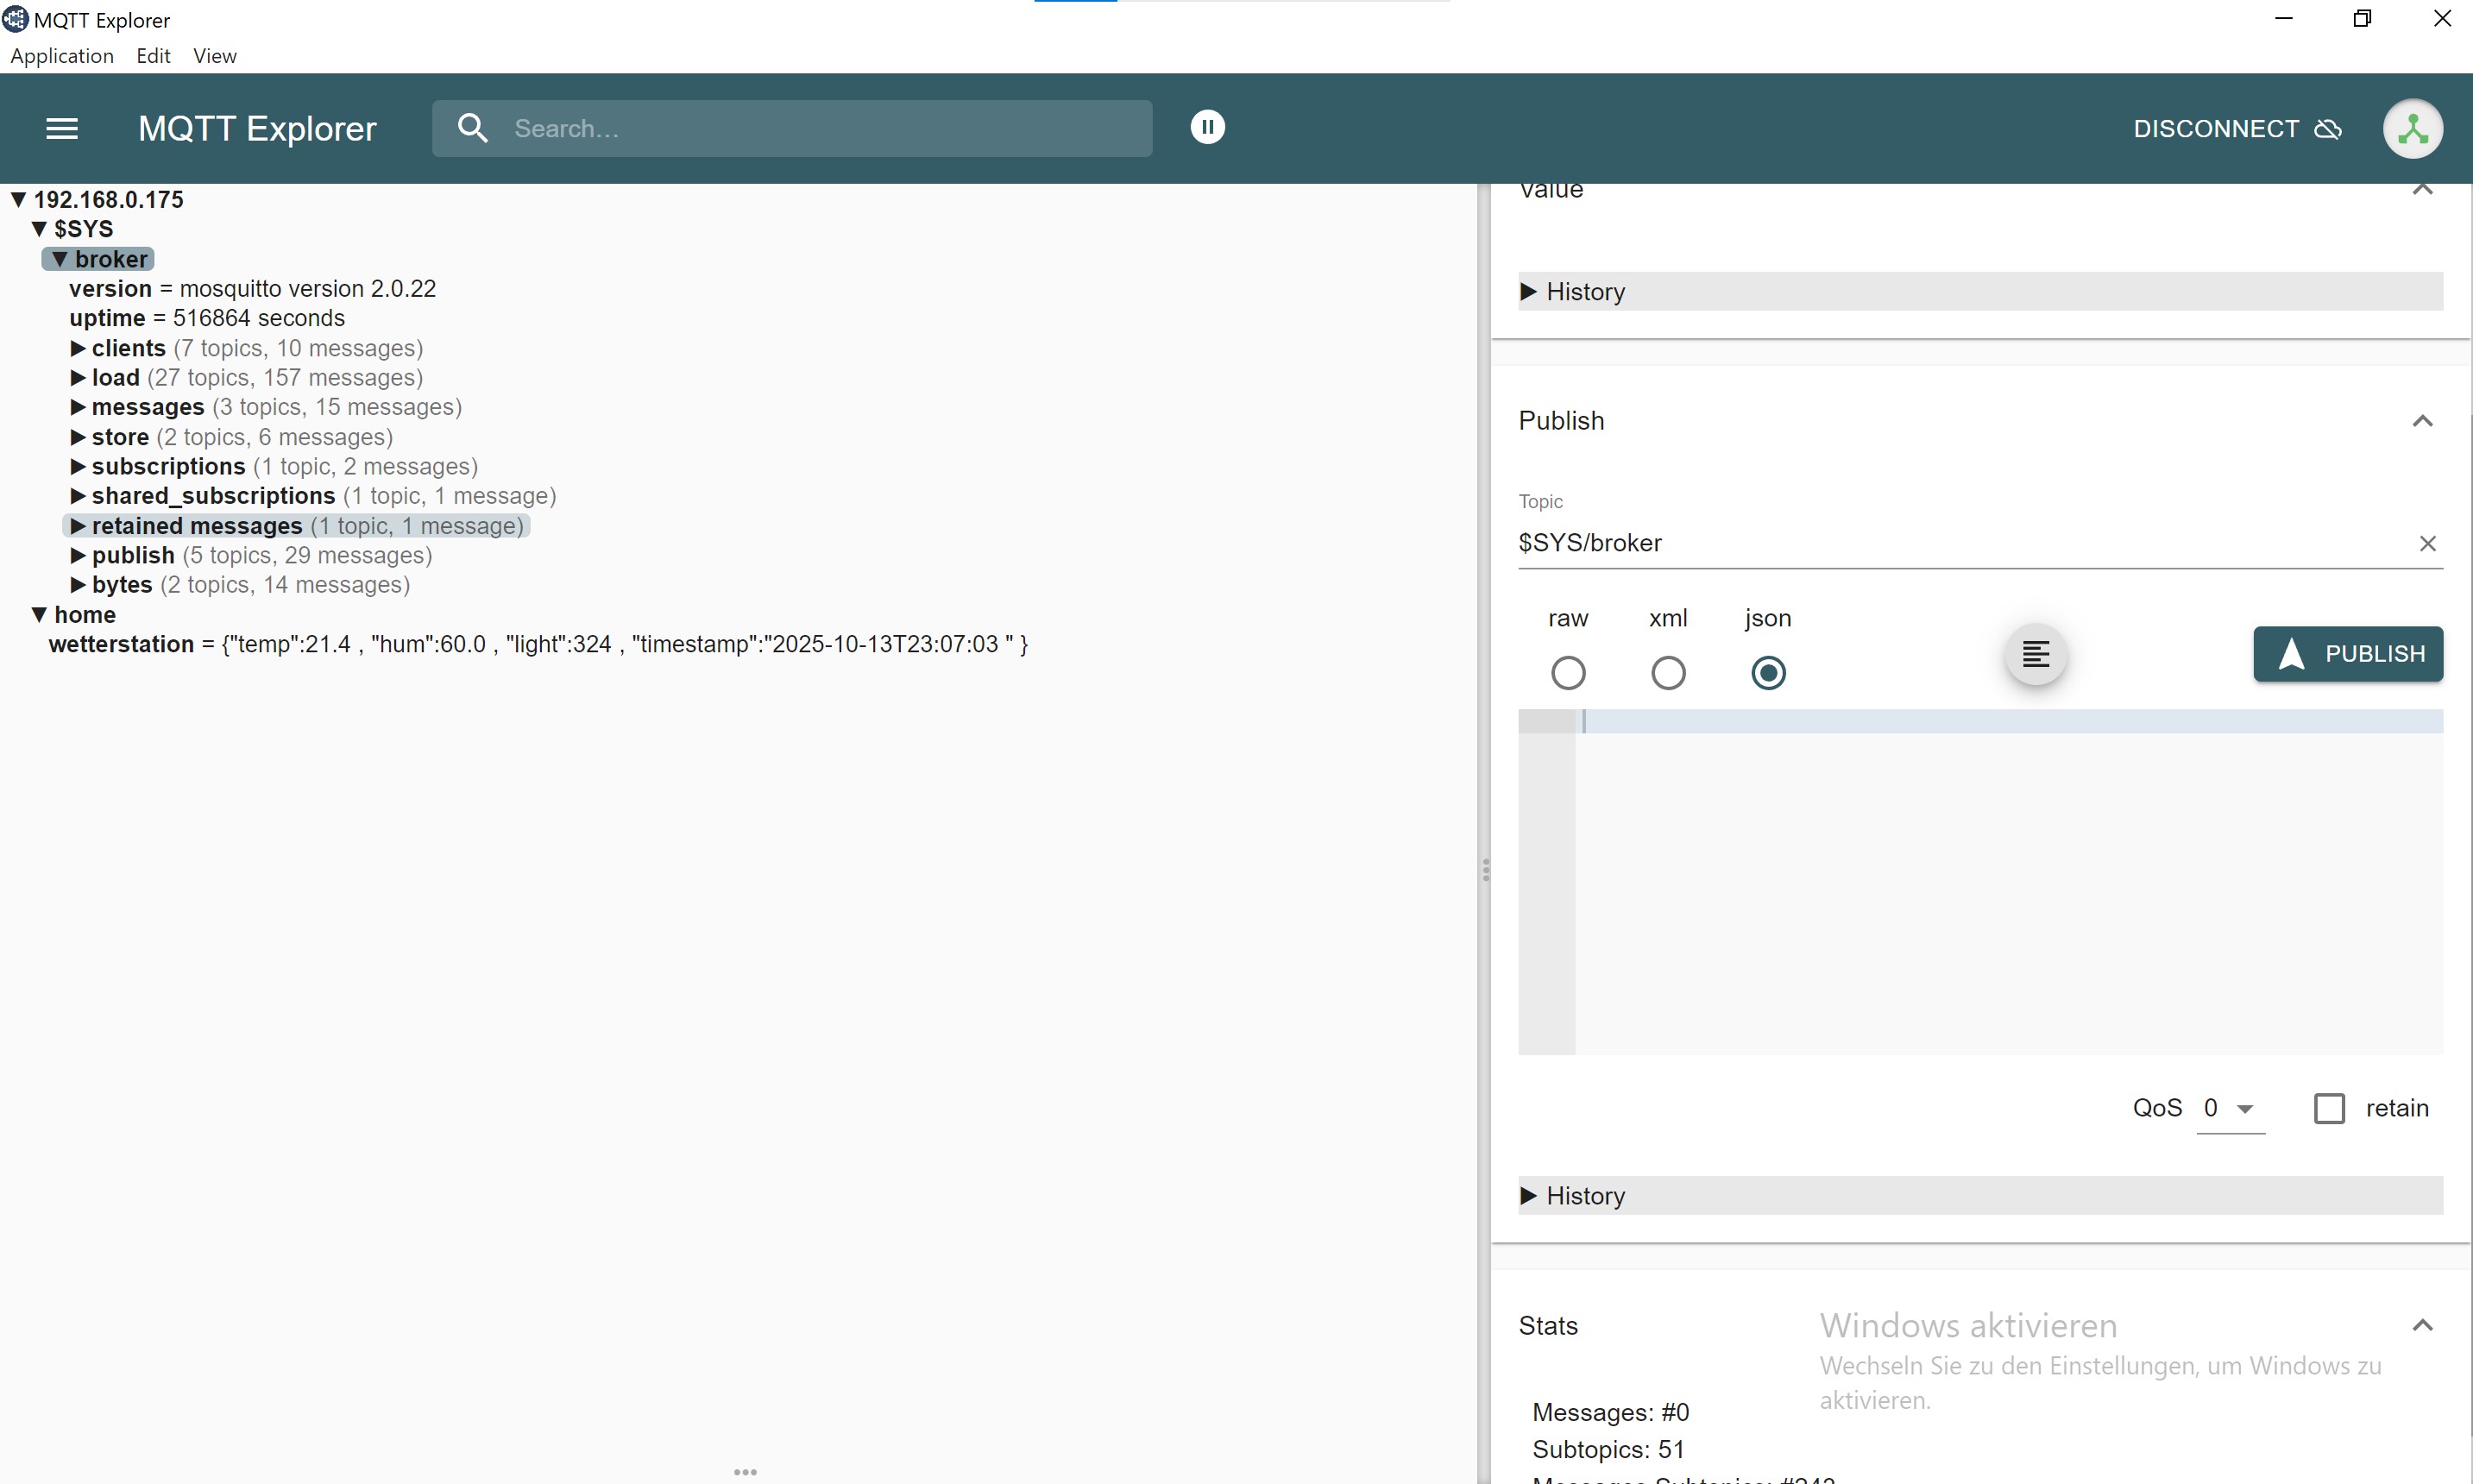 MQTT Explorer
Application Edit View
MQTT Explorer
Search...
DISCONNECT
▼ 192.168.0.175
▼ $SYS
▼ broker
version = mosquitto version 2.0.22
uptime = 516864 seconds
▶ clients (7 topics, 10 messages)
▶ load (27 topics, 157 messages)
▶ messages (3 topics, 15 messages)
▶ store (2 topics, 6 messages)
▶ subscriptions (1 topic, 2 messages)
▶ shared_subscriptions (1 topic, 1 message)
▶ retained messages (1 topic, 1 message)
▶ publish (5 topics, 29 messages)
▶ bytes (2 topics, 14 messages)
▼ home
wetterstation = {"temp":21.4 , "hum":60.0 , "light":324 , "timestamp":"2025-10-13T23:07:03 " }
Value
▶ History
Publish
Topic
$SYS/broker
raw xml json
PUBLISH
QoS 0 retain
▶ History
Stats
Windows aktivieren
Wechseln Sie zu den Einstellungen, um Windows zu
aktivieren.
Messages: #0
Subtopics: 51
Messages Subtopics: #243